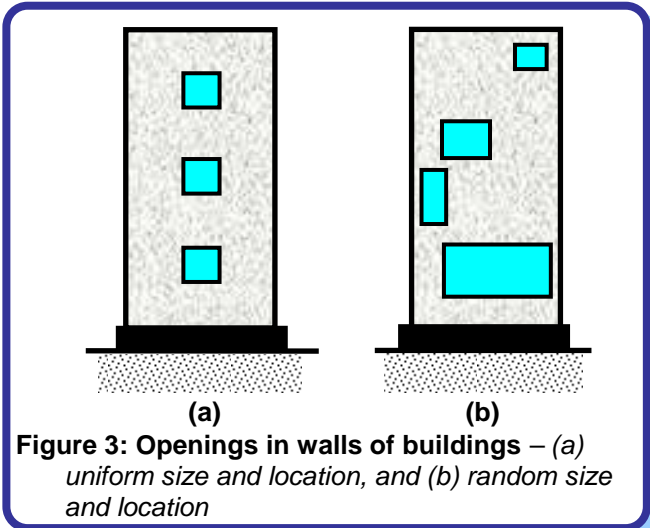 (a) (b)
Figure 3: Openings in walls of buildings – (a)
uniform size and location, and (b) random size
and location